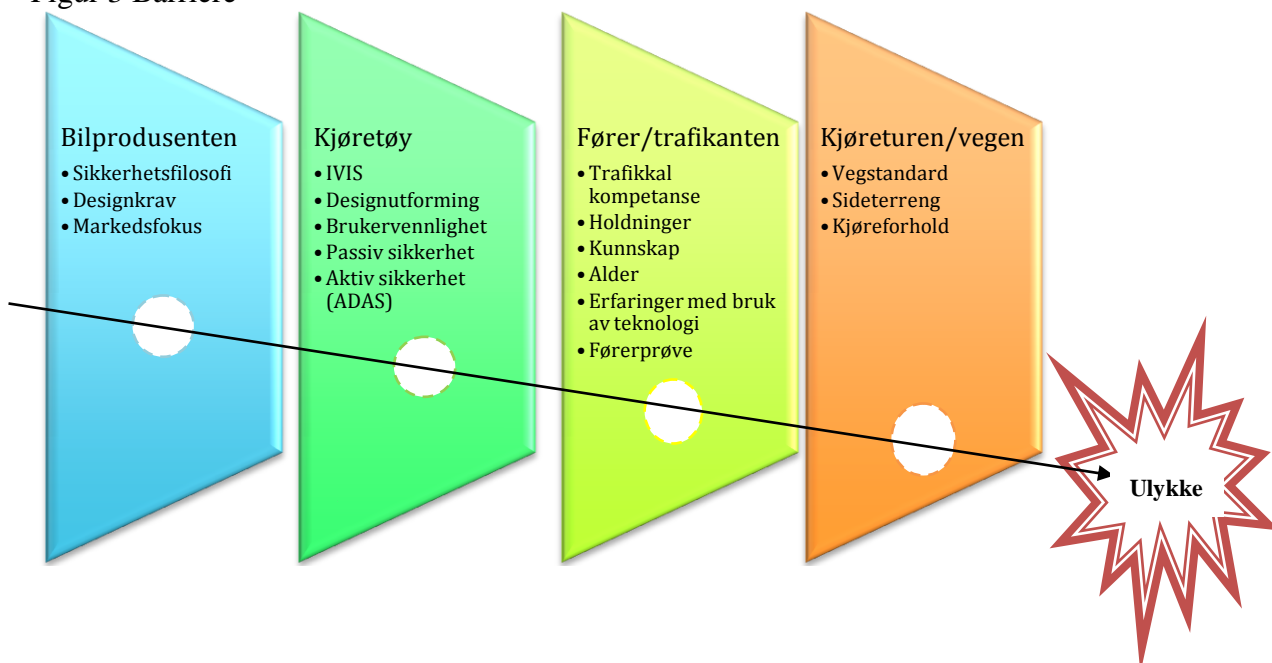 Figur 3 Barriere
Bilprodusenten
• Sikkerhetsfilosofi
• Designkrav
• Markedsfokus
Kjøretøy
• IVIS
• Designutforming
• Brukervennlighet
• Passiv sikkerhet
• Aktiv sikkerhet
(ADAS)
Fører/trafikanten
• Trafikkal
kompetanse
• Holdninger
• Kunnskap
• Alder
• Erfaringer med bruk
av teknologi
• Førerprøve
Kjøreturen/vegen
• Vegstandard
• Sideterreng
• Kjøreforhold
Ulykke